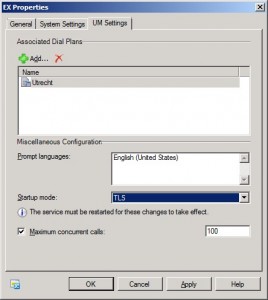 EX Properties
General
System Settings
UM Settings
Associated Dial Plans
Add...
Name
Utrecht
Miscellaneous Configuration
Prompt languages:
English (United States)
Startup mode:
TLS
The service must be restarted for these changes to take effect.
Maximum concurrent calls:
100
OK
Cancel
Apply
Help